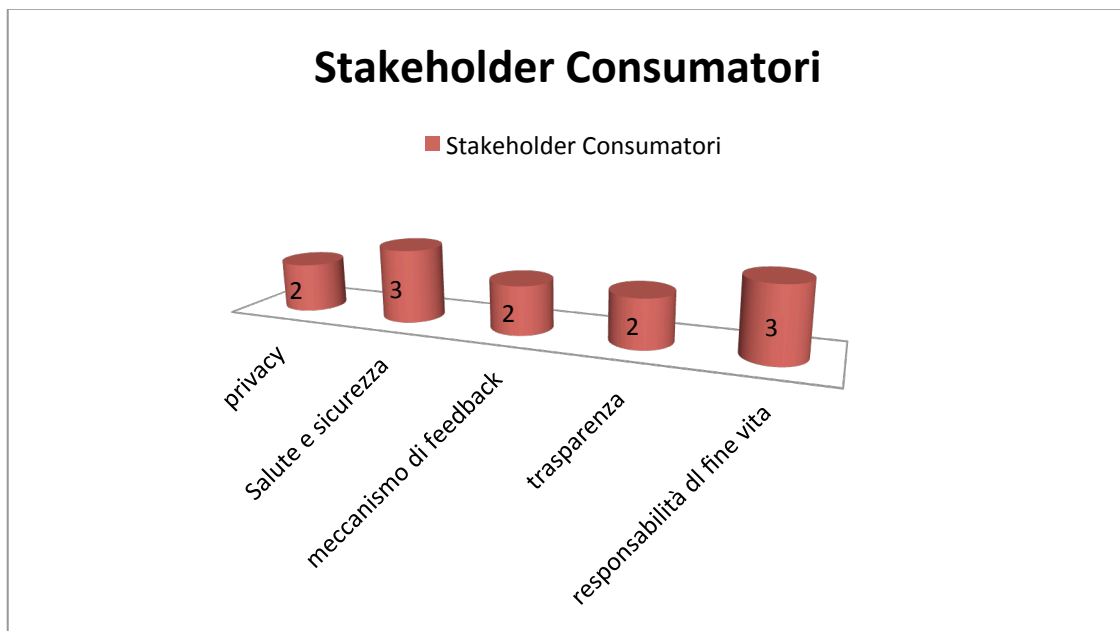 Stakeholder Consumatori
Stakeholder Consumatori
2
3
2
2
3
privacy
Salute e sicurezza
meccanismo di feedback
trasparenza
responsabilità dI fine vita